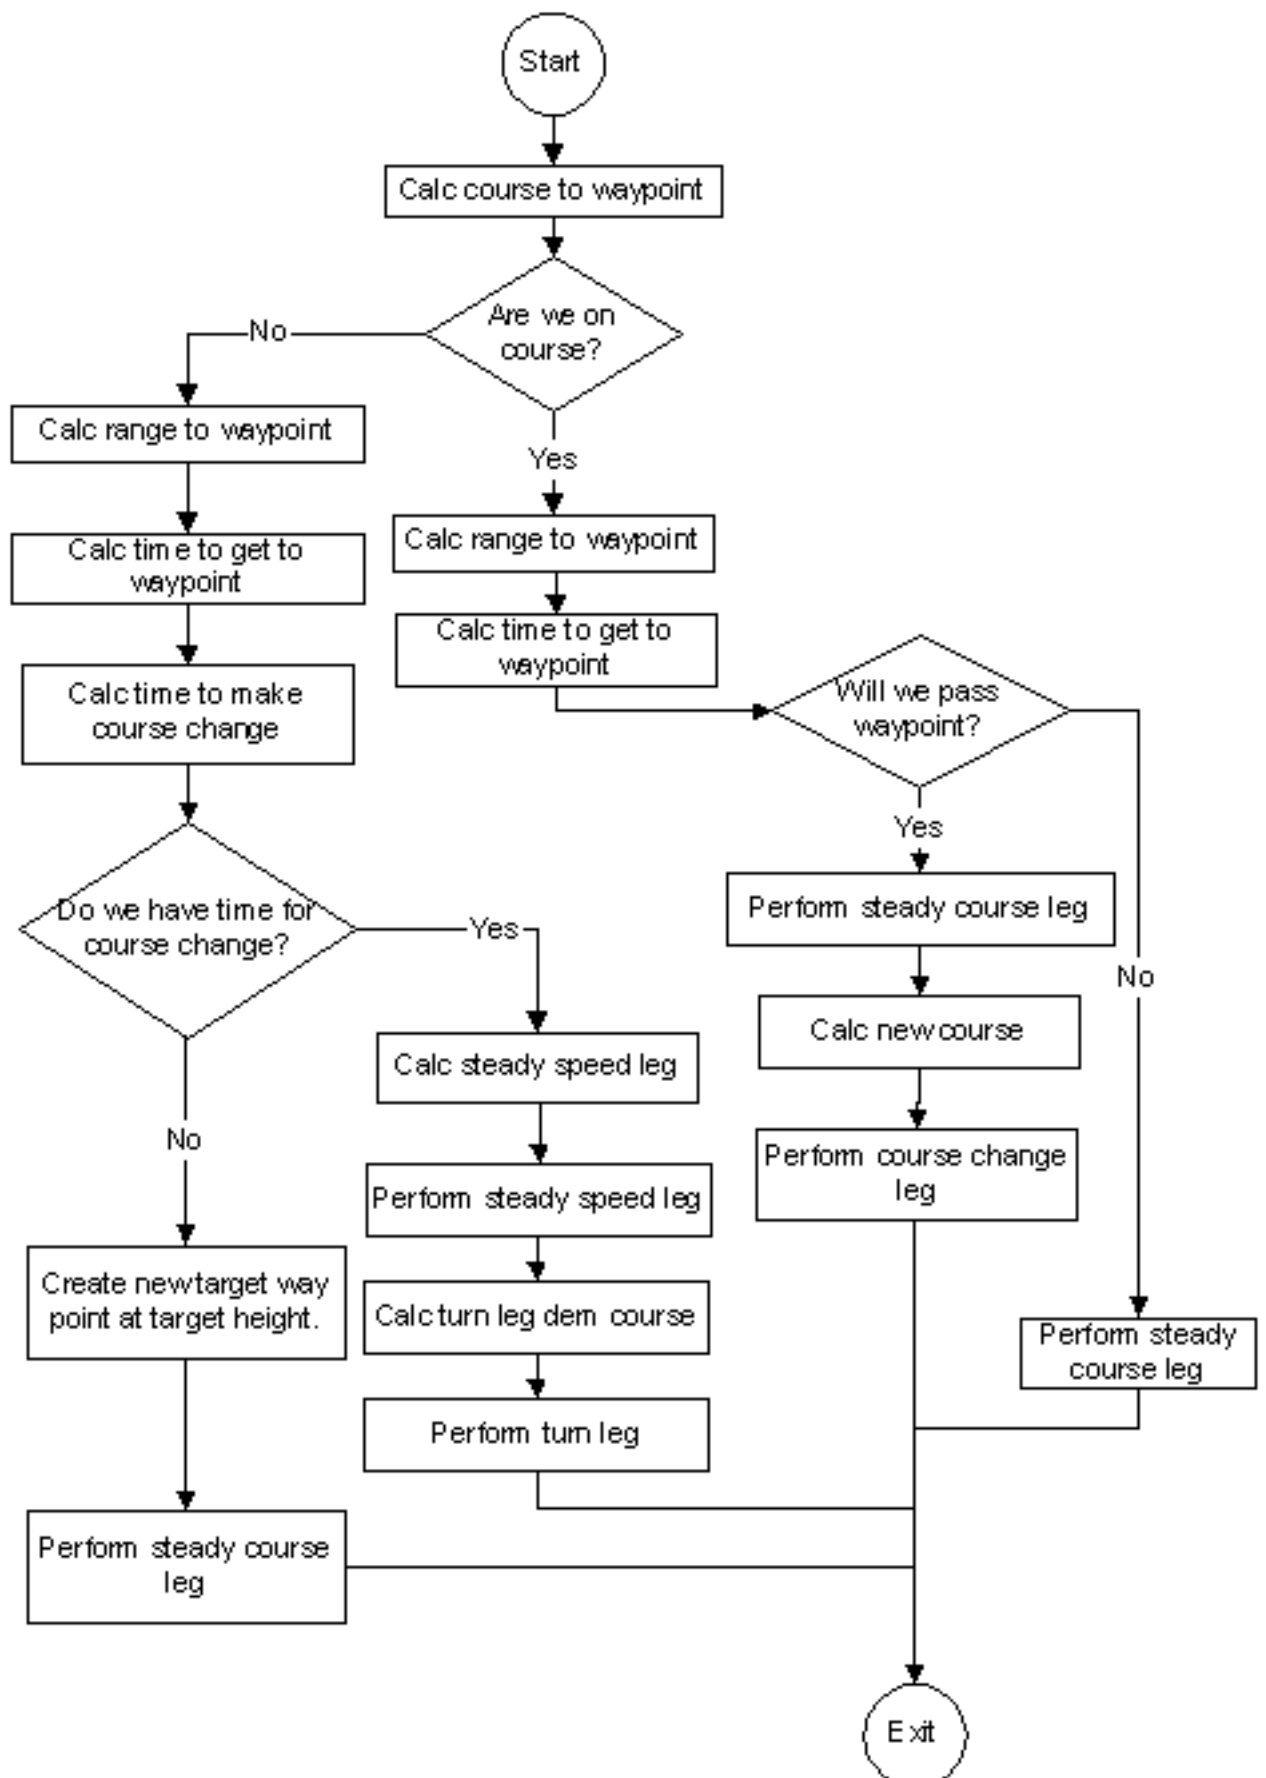 Start
Calc course to waypoint
Are we on
course?
No
Yes
Calc range to waypoint
Calc time to get to
waypoint
Calc time to make
course change
Do we have time for
course change?
Yes
No
Create new target way
point at target height.
Perform steady course
leg
Calc steady speed leg
Perform steady speed leg
Calc turn leg dem course
Perform turn leg
Calc range to waypoint
Calc time to get to
waypoint
Will we pass
waypoint?
Yes
No
Perform steady course leg
Calc new course
Perform course change
leg
Perform steady
course leg
Exit